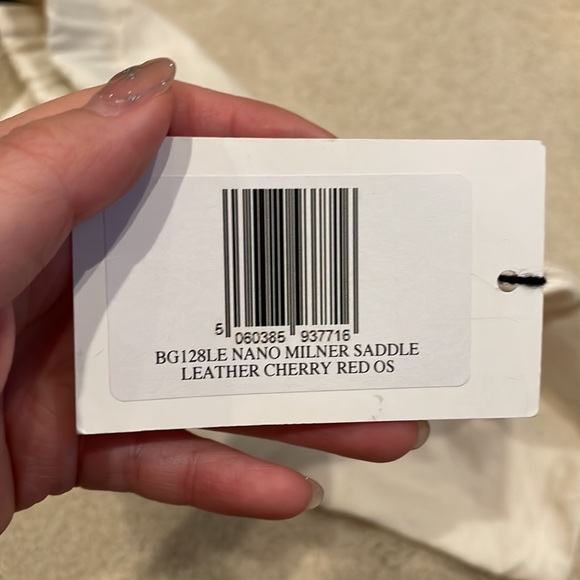 5 060385 937716
BG128LE NANO MILNER SADDLE
LEATHER CHERRY RED OS